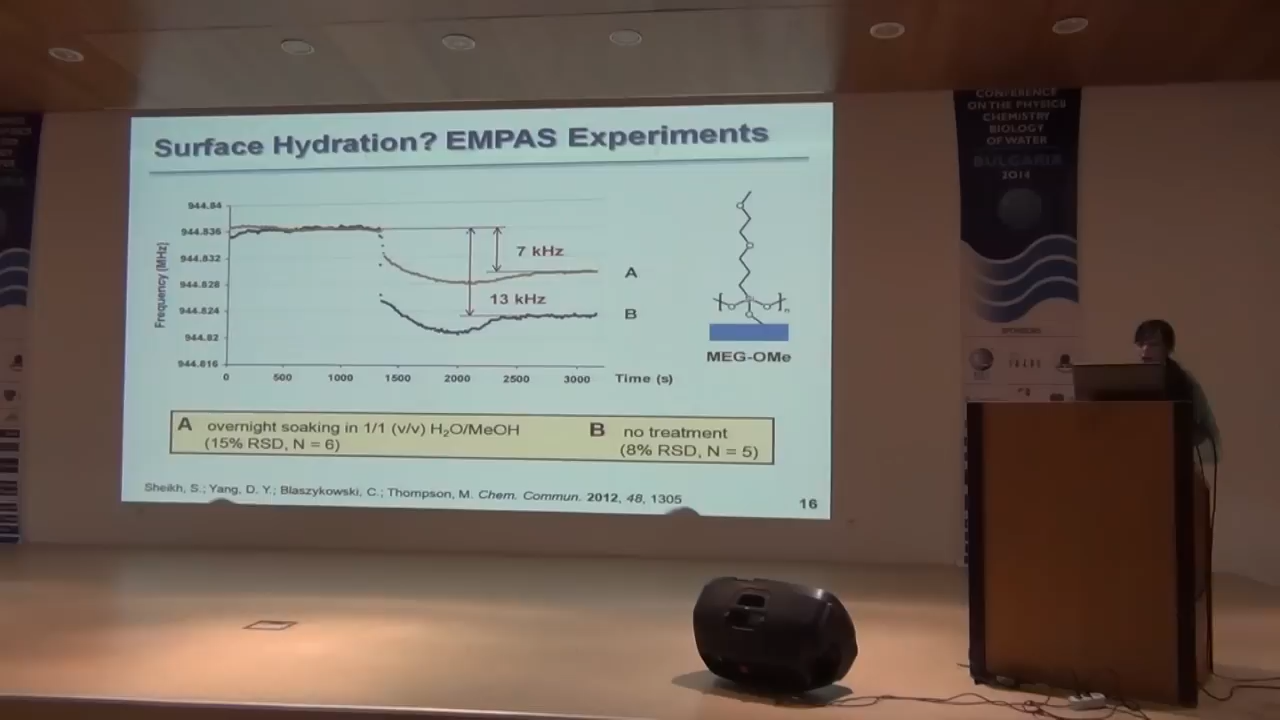 Surface Hydration? EMPAS Experiments
Frequency (MHz)
944.84
944.836
944.832
944.828
944.824
944.82
944.816
0 500 1000 1500 2000 2500 3000 Time (s)
7 kHz
13 kHz
A
B
n
MEG-OMe
A overnight soaking in 1/1 (v/v) H₂O/MeOH
(15% RSD, N = 6)
B no treatment
(8% RSD, N = 5)
Sheikh, S.; Yang, D. Y.; Blaszykowski, C.; Thompson, M. Chem. Commun. 2012, 48, 1305
16
CONFERENCE
ON THE PHYSICS
CHEMISTRY
BIOLOGY
OF WATER
BULGARIA
2014